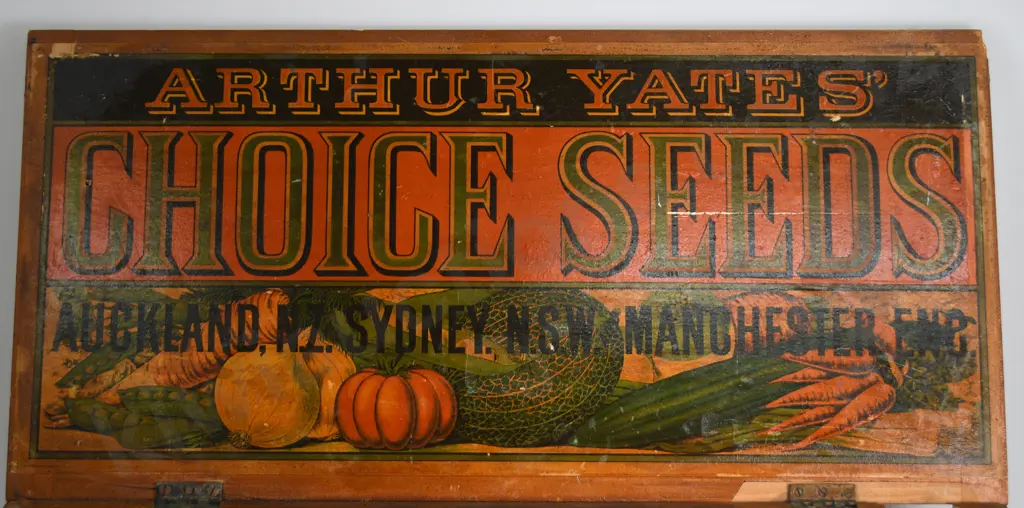 ARTHUR YATES'
CHOICE SEEDS
AUCKLAND, N.Z. SYDNEY. N.S.W. & MANCHESTER. ENG.